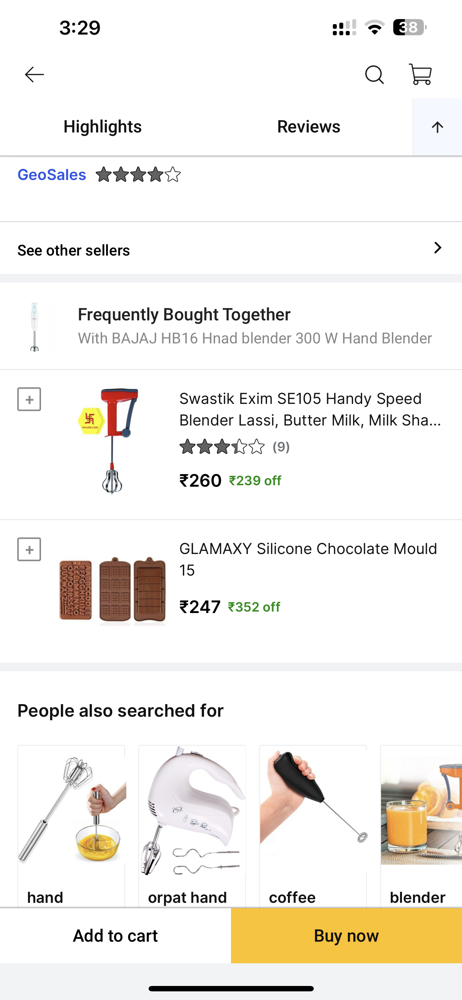 3:29
38
Highlights
Reviews
GeoSales
See other sellers
Frequently Bought Together
With BAJAJ HB16 Hnad blender 300 W Hand Blender
SWASTIK EXIM
Swastik Exim SE105 Handy Speed
Blender Lassi, Butter Milk, Milk Sha...
(9)
₹260 ₹239 off
GLAMAXY Silicone Chocolate Mould
15
₹247 ₹352 off
People also searched for
hand
orpat hand
coffee
blender
Add to cart
Buy now